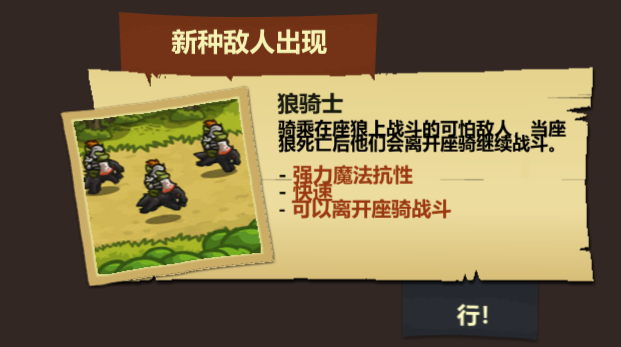 新种敌人出现
狼骑士
骑乘在座狼上战斗的可怕敌人，当座
狼死亡后他们会离开座骑继续战斗。
- 强力魔法抗性
- 快速
- 可以离开座骑战斗
行!